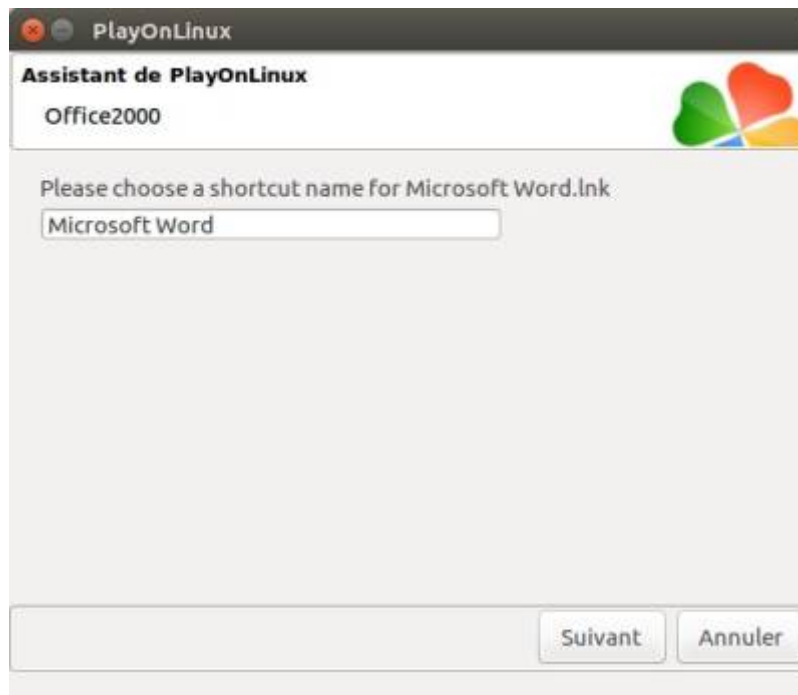 PlayOnLinux
Assistant de PlayOnLinux
Office2000
Please choose a shortcut name for Microsoft Word.lnk
Microsoft Word
Suivant
Annuler